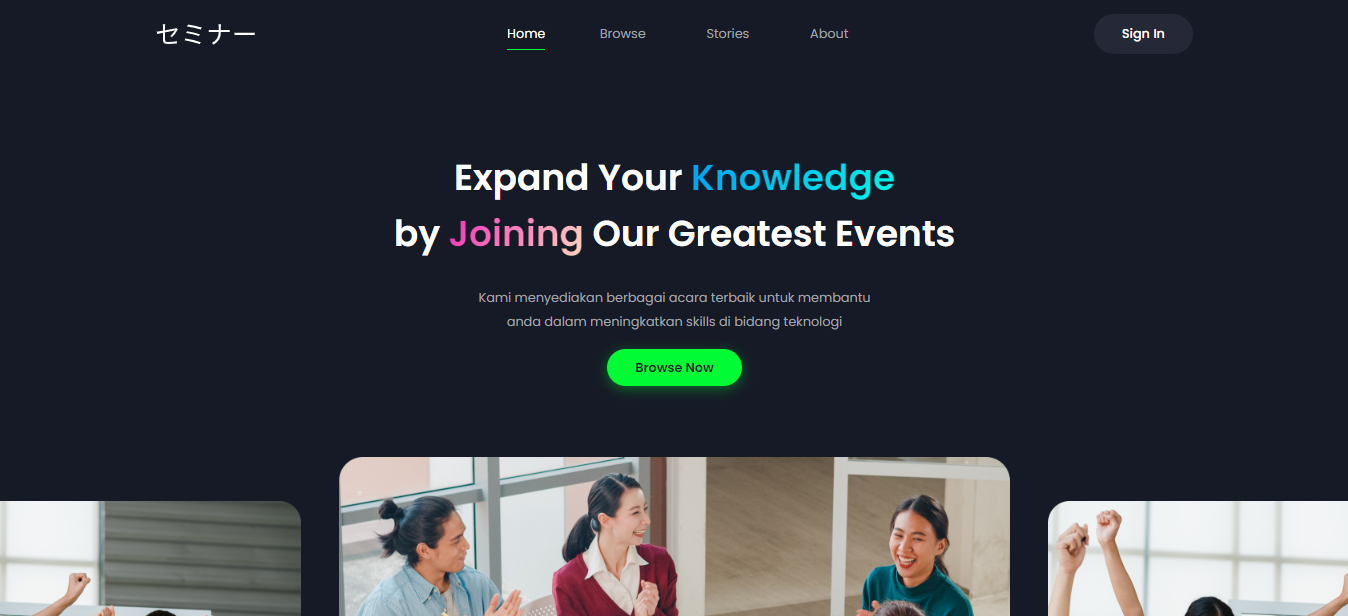 セミナー
Home
Browse
Stories
About
Sign In
Expand Your Knowledge
by Joining Our Greatest Events
Kami menyediakan berbagai acara terbaik untuk membantu
anda dalam meningkatkan skills di bidang teknologi
Browse Now